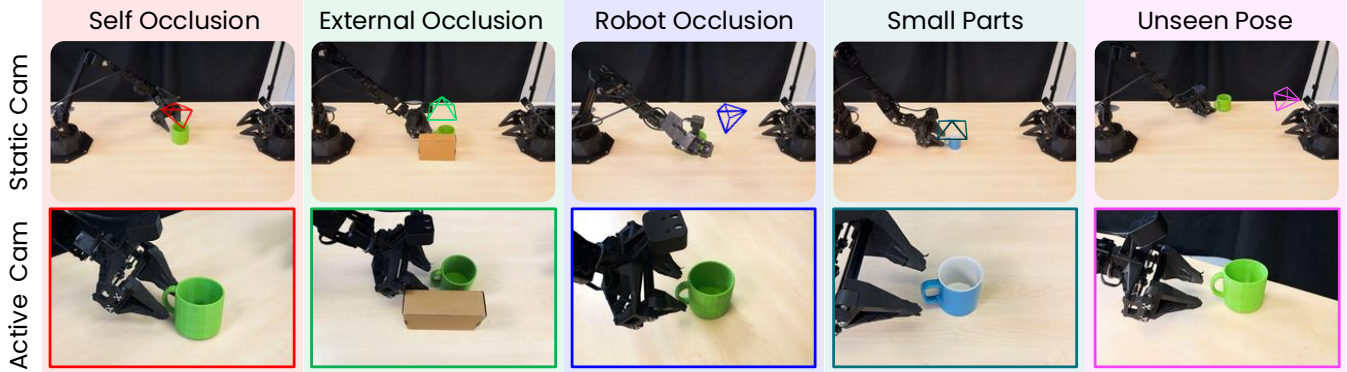 Self Occlusion
External Occlusion
Robot Occlusion
Small Parts
Unseen Pose
Static Cam
Active Cam